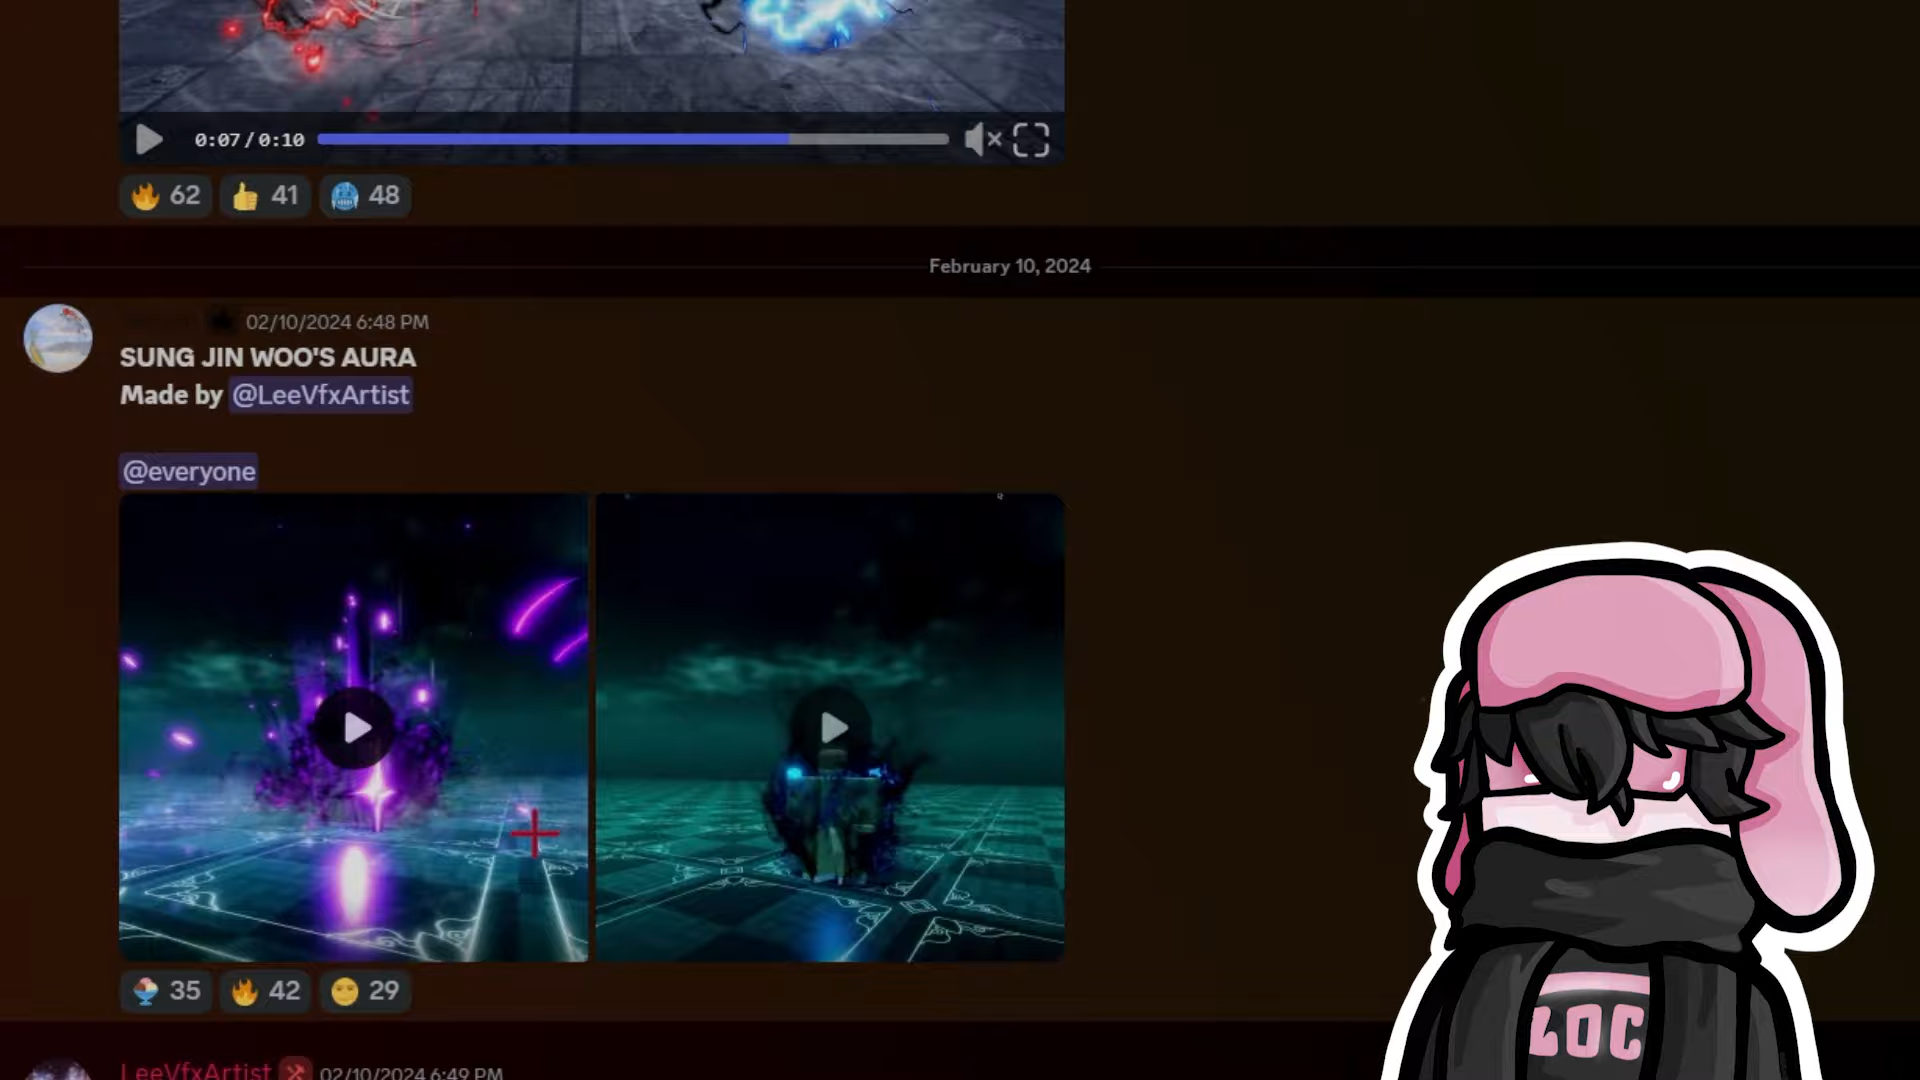 0:07/0:10
62 41 48
February 10, 2024
02/10/2024 6:48 PM
SUNG JIN WOO'S AURA
Made by @LeeVfxArtist
@everyone
35 42 29
LeeVfxArtist 02/10/2024 6:49 PM
LOC